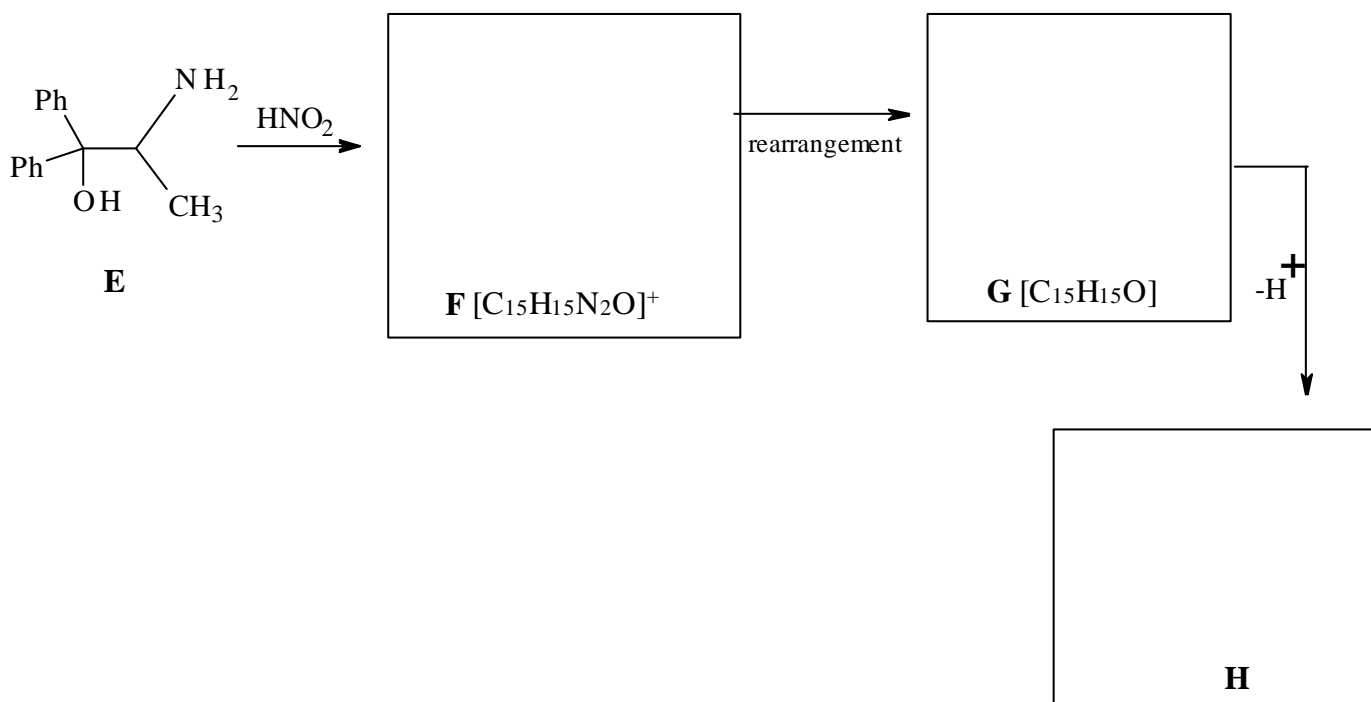 NH₂
Ph
Ph
OH
CH₃
E
HNO₂
F [C₁₅H₁₅N₂O]⁺
rearrangement
G [C₁₅H₁₅O]
-H⁺
H